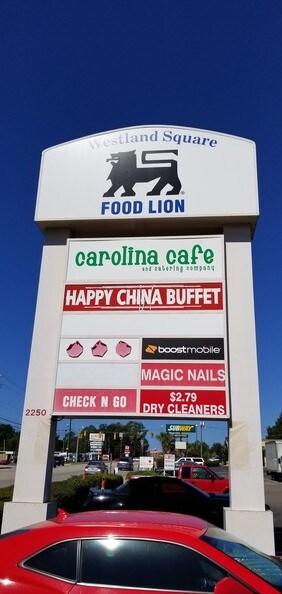 Westland Square
FOOD LION
carolina cafe
and catering company
HAPPY CHINA BUFFET
boostmobile
MAGIC NAILS
CHECK N GO
$2.79
DRY CLEANERS
2250
SUBWAY